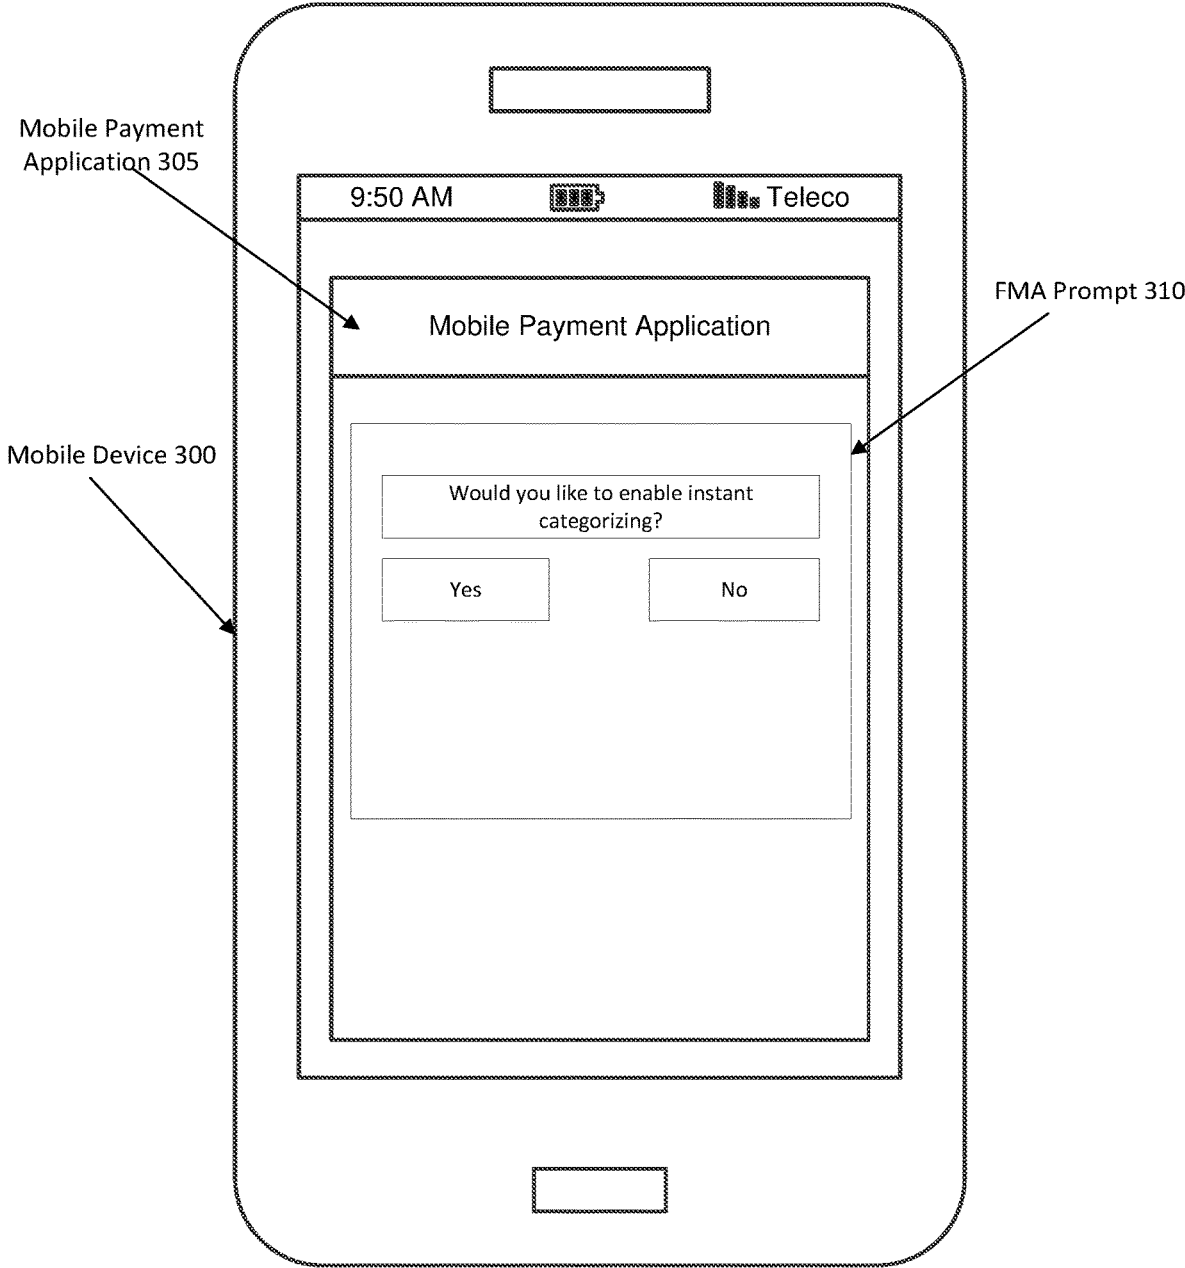 Mobile Payment
Application 305
9:50 AM
Teleco
FMA Prompt 310
Mobile Payment Application
Mobile Device 300
Would you like to enable instant
categorizing?
Yes
No